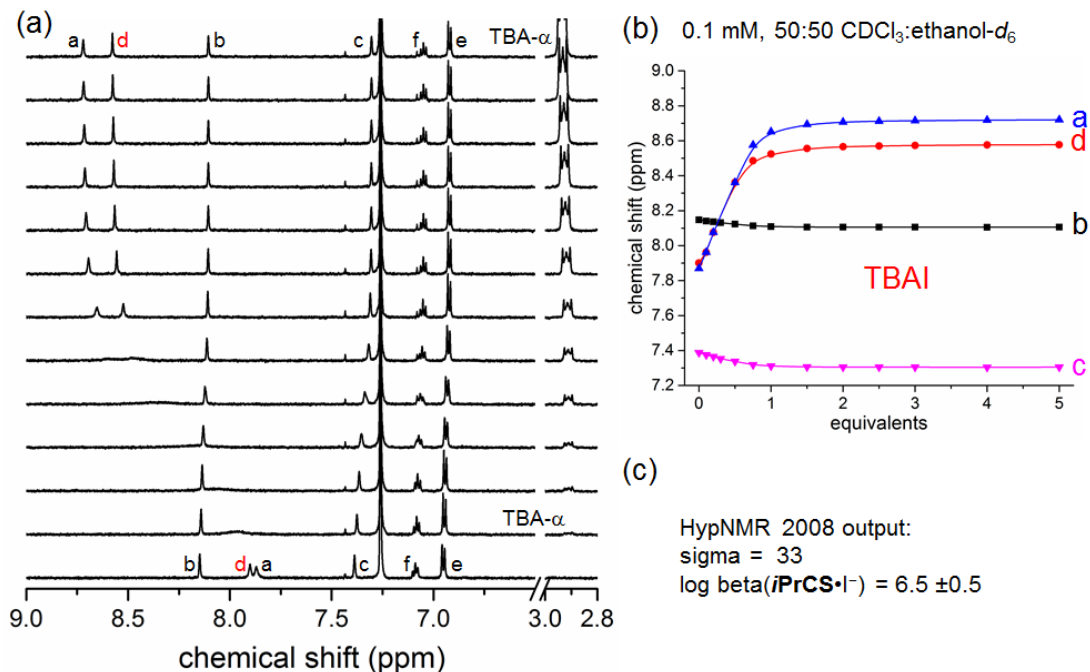 (a)
a
d
b
c
f
e
TBA-α
TBA-α
b
d
a
c
f
e
9.0
8.5
8.0
7.5
7.0
3.0
2.8
chemical shift (ppm)
(b)
0.1 mM, 50:50 CDCl₃:ethanol-d₆
9.0
8.8
8.6
8.4
8.2
8.0
7.8
7.6
7.4
7.2
chemical shift (ppm)
a
d
b
TBAI
c
0
1
2
3
4
5
equivalents
(c)
HypNMR 2008 output:
sigma = 33
log beta(iPrCS•I⁻) = 6.5 ±0.5